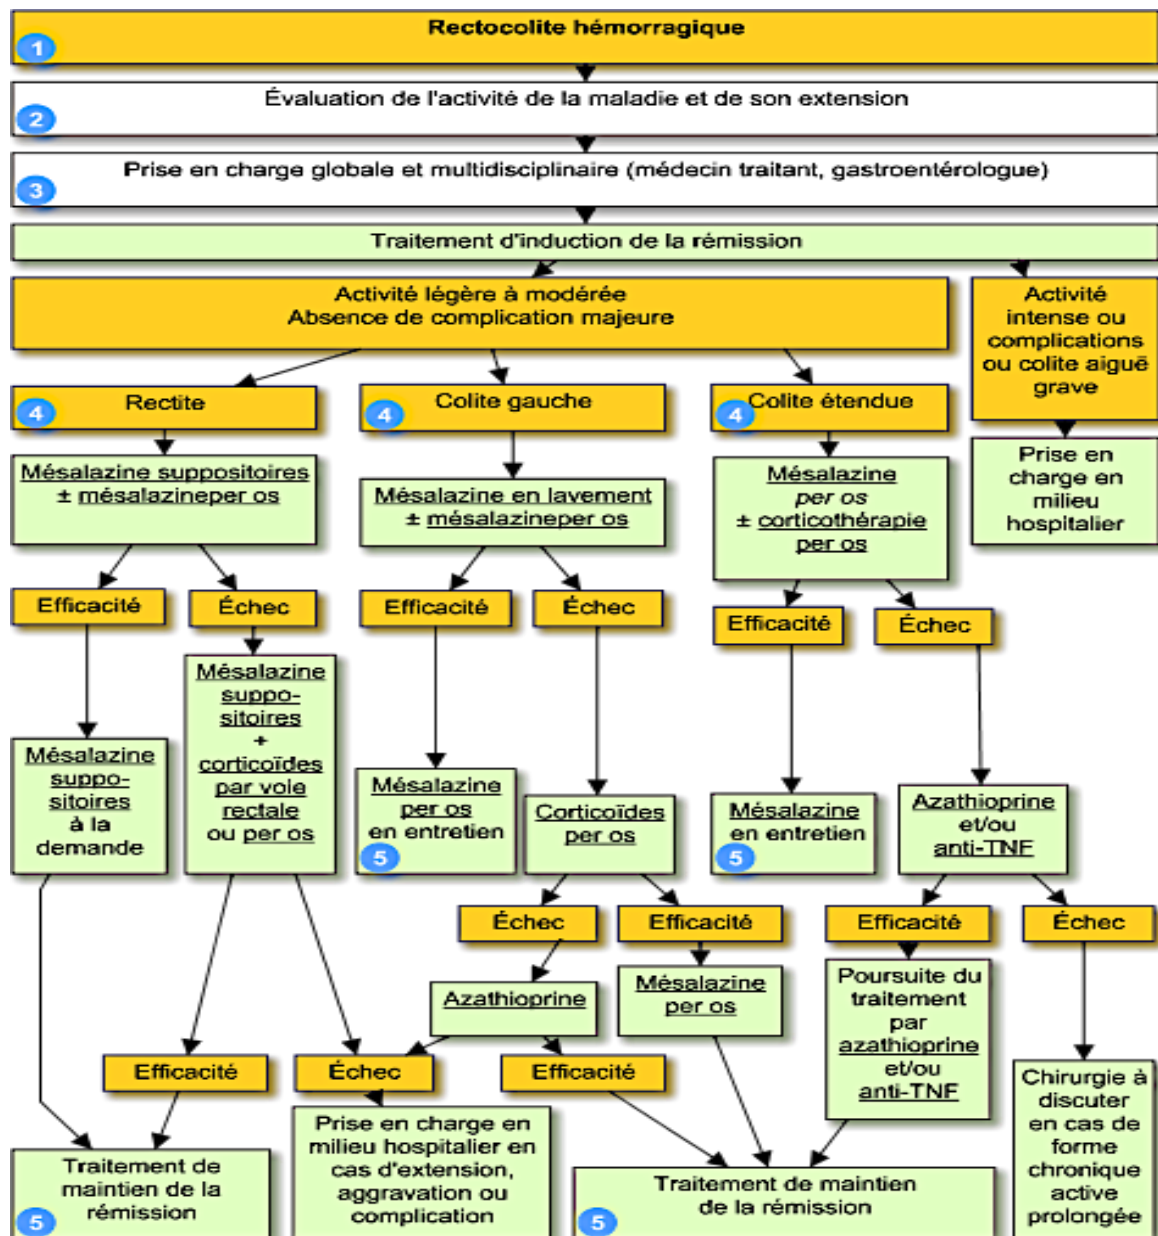 Rectocolite hémorragique
1
Évaluation de l'activité de la maladie et de son extension
2
Prise en charge globale et multidisciplinaire (médecin traitant, gastroentérologue)
3
Traitement d'induction de la rémission
Activité légère à modérée
Absence de complication majeure
Activité
intense ou
complications
ou colite aiguë
grave
4
Rectite
4
Colite gauche
4
Colite étendue
Prise en
charge en
milieu
hospitalier
Mésalazine suppositoires
± mésalazineper os
Mésalazine en lavement
± mésalazineper os
Mésalazine
per os
± corticothérapie
per os
Efficacité
Échec
Efficacité
Échec
Efficacité
Échec
Mésalazine
suppo-
sitoires
à la
demande
Mésalazine
suppo-
sitoires
+
corticoïdes
par voie
rectale
ou per os
Mésalazine
per os
en entretien
5
Corticoïdes
per os
Mésalazine
en entretien
5
Azathioprine
et/ou
anti-TNF
Échec
Efficacité
Efficacité
Échec
Azathioprine
Mésalazine
per os
Poursuite du
traitement
par
azathioprine
et/ou
anti-TNF
Efficacité
Échec
Efficacité
Chirurgie à
discuter
en cas de
forme
chronique
active
prolongée
Traitement de
maintien de la
rémission
5
Prise en charge en
milieu hospitalier en
cas d'extension,
aggravation ou
complication
Traitement de maintien
de la rémission
5